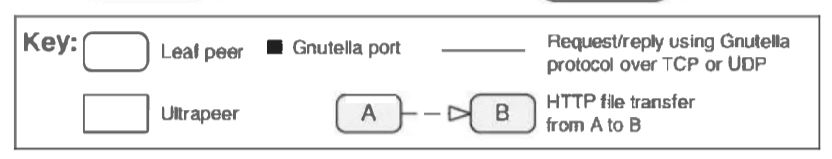 Key:
Leaf peer
Gnutella port
Request/reply using Gnutella
protocol over TCP or UDP
Ultrapeer
A
B
HTTP file transfer
from A to B